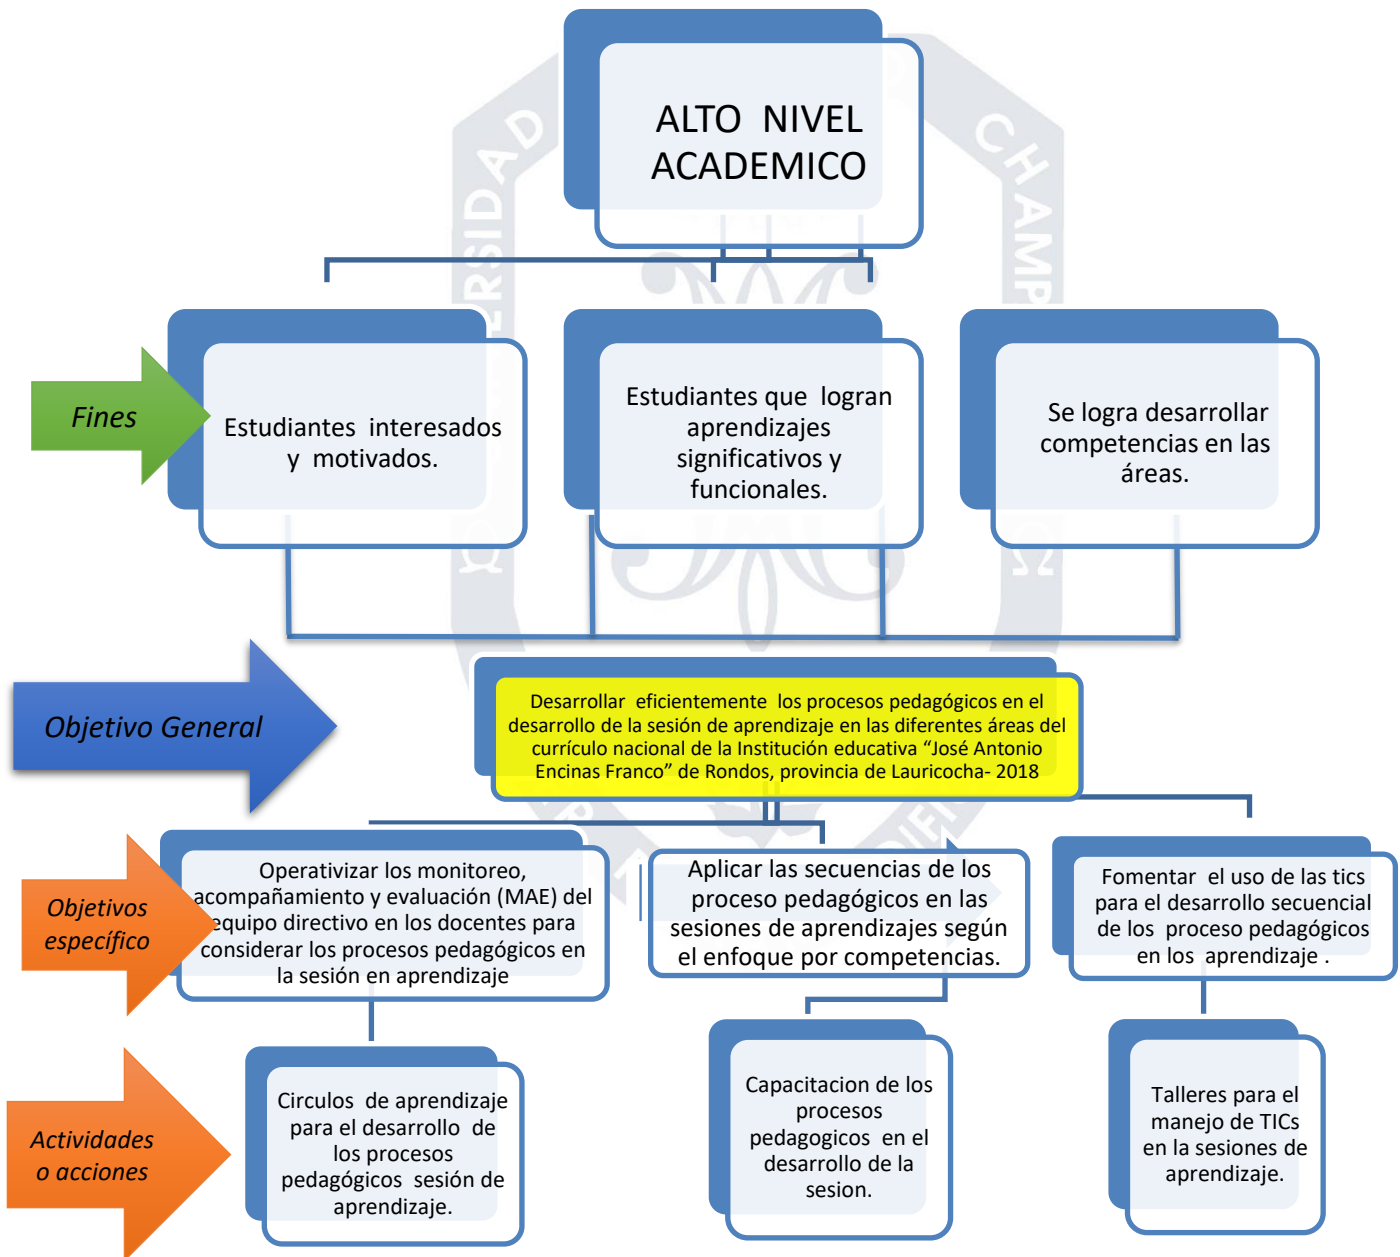 ALTO NIVEL
ACADEMICO
Fines
Estudiantes interesados
y motivados.
Estudiantes que logran
aprendizajes
significativos y
funcionales.
Se logra desarrollar
competencias en las
áreas.
Objetivo General
Desarrollar eficientemente los procesos pedagógicos en el
desarrollo de la sesión de aprendizaje en las diferentes áreas del
currículo nacional de la Institución educativa “José Antonio
Encinas Franco” de Rondos, provincia de Lauricocha- 2018
Objetivos
específico
Operativizar los monitoreo,
acompañamiento y evaluación (MAE) del
equipo directivo en los docentes para
considerar los procesos pedagógicos en
la sesión en aprendizaje
Aplicar las secuencias de los
proceso pedagógicos en las
sesiones de aprendizajes según
el enfoque por competencias.
Fomentar el uso de las tics
para el desarrollo secuencial
de los proceso pedagógicos
en los aprendizaje .
Actividades
o acciones
Circulos de aprendizaje
para el desarrollo de
los procesos
pedagógicos sesión de
aprendizaje.
Capacitacion de los
procesos
pedagogicos en el
desarrollo de la
sesion.
Talleres para el
manejo de TICs
en la sesiones de
aprendizaje.